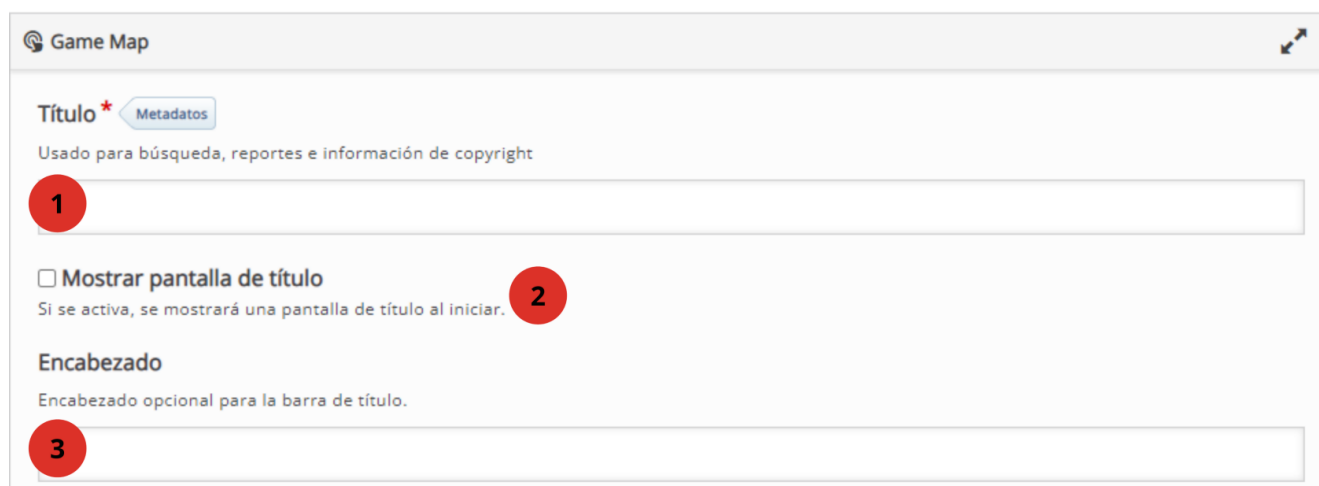 Game Map
Título * Metadatos
Usado para búsqueda, reportes e información de copyright
1
Mostrar pantalla de título
Si se activa, se mostrará una pantalla de título al iniciar.
2
Encabezado
Encabezado opcional para la barra de título.
3